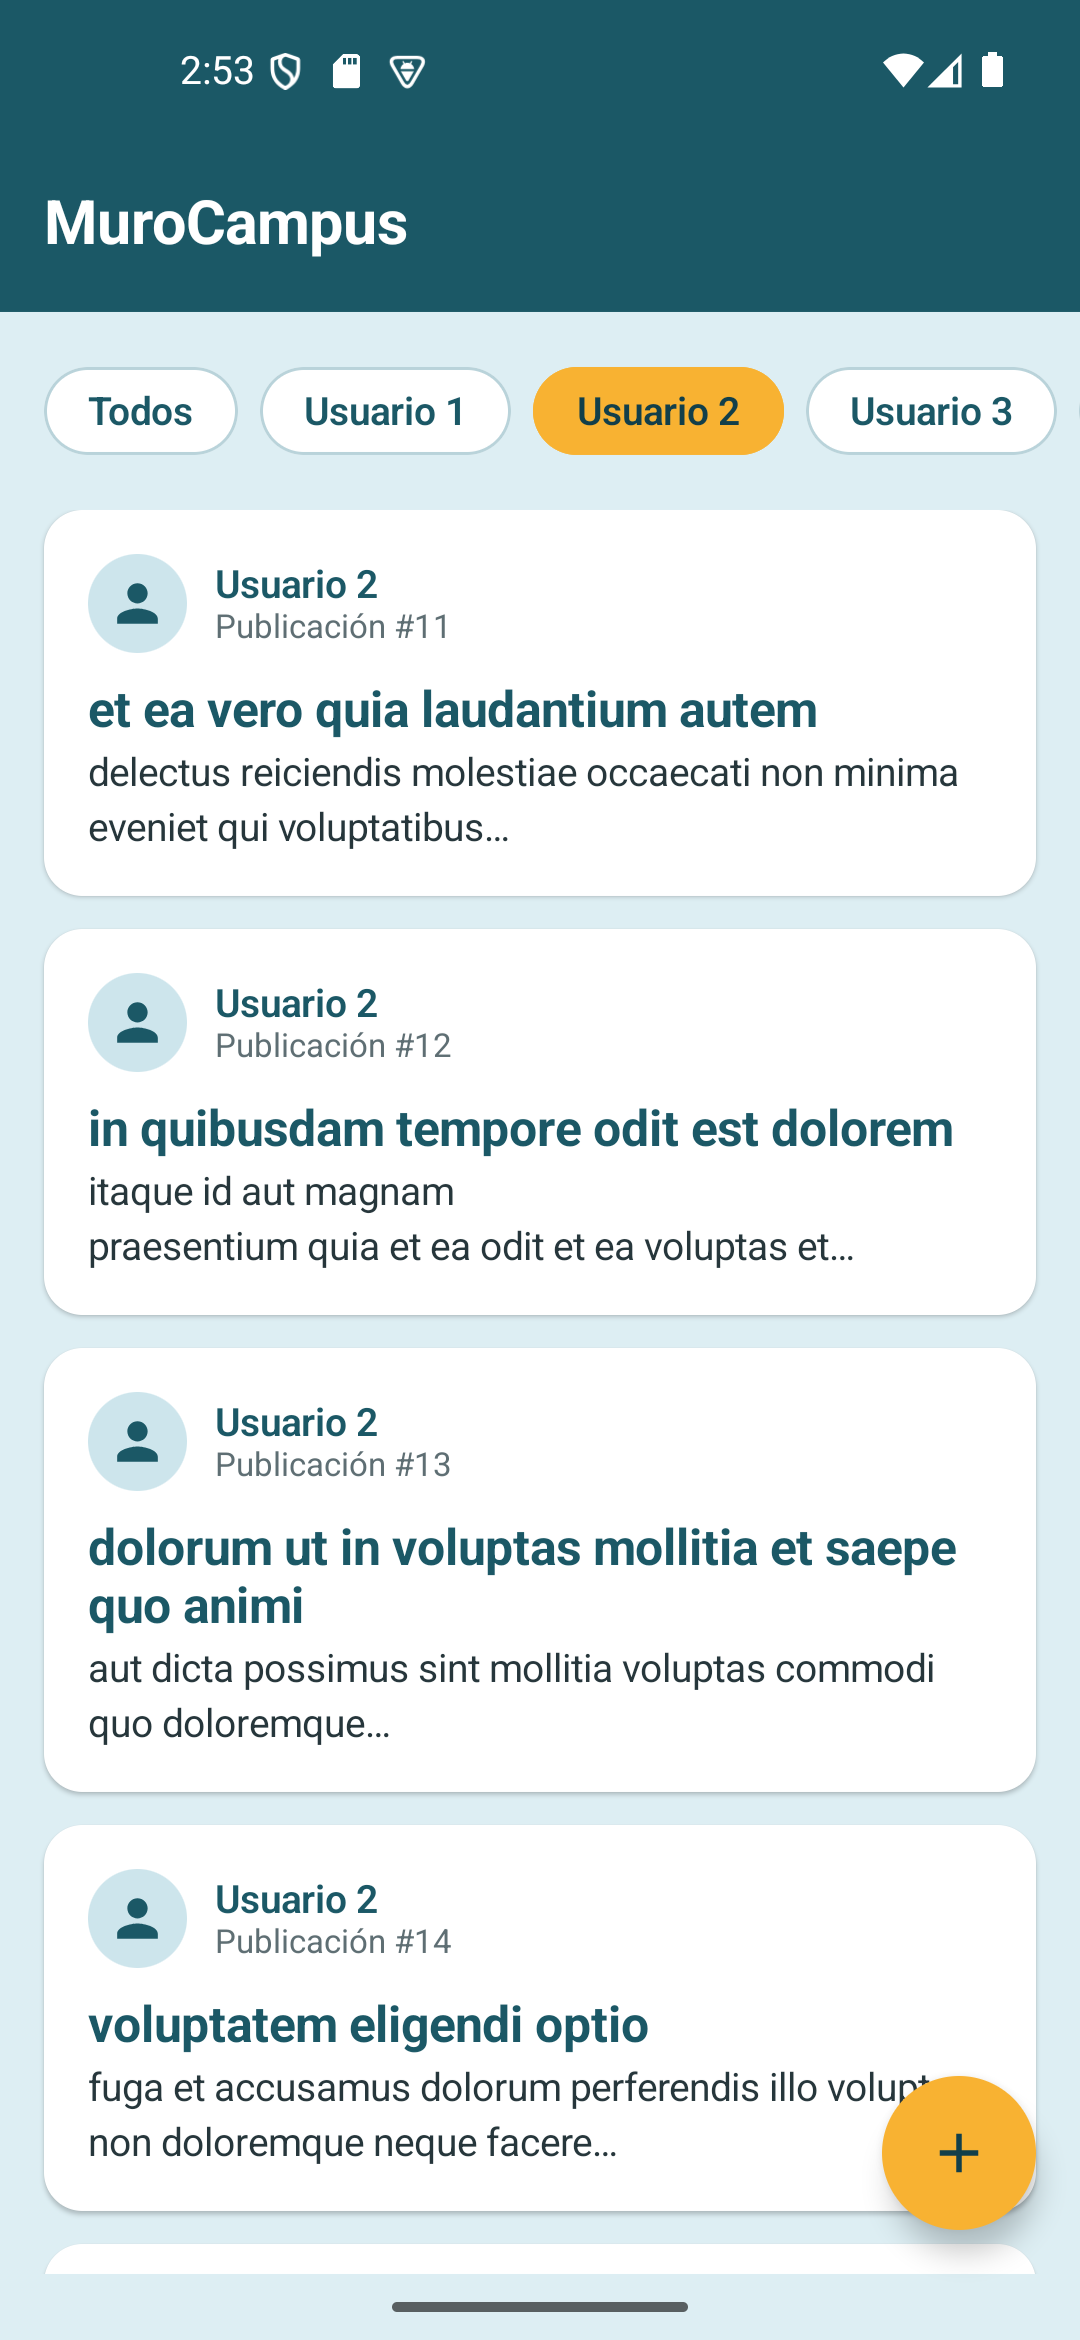 2:53
MuroCampus
Todos
Usuario 1
Usuario 2
Usuario 3
Usuario 2
Publicación #11
et ea vero quia laudantium autem
delectus reiciendis molestiae occaecati non minima
eveniet qui voluptatibus…
Usuario 2
Publicación #12
in quibusdam tempore odit est dolorem
itaque id aut magnam
praesentium quia et ea odit et ea voluptas et…
Usuario 2
Publicación #13
dolorum ut in voluptas mollitia et saepe
quo animi
aut dicta possimus sint mollitia voluptas commodi
quo doloremque…
Usuario 2
Publicación #14
voluptatem eligendi optio
fuga et accusamus dolorum perferendis illo
non doloremque neque facere…